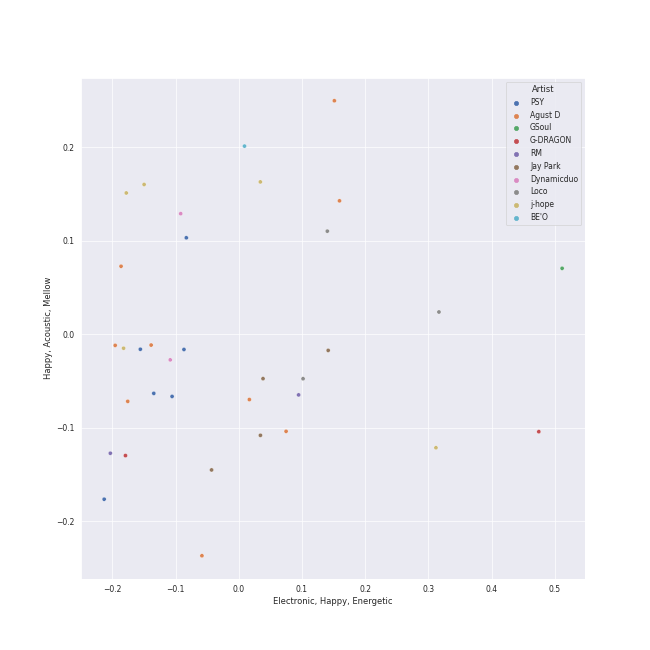 Artist
PSY
Agust D
GSoul
G-DRAGON
RM
Jay Park
Dynamicduo
Loco
j-hope
BE'O
Happy, Acoustic, Mellow
0.2
0.1
0.0
−0.1
−0.2
−0.2 −0.1 0.0 0.1 0.2 0.3 0.4 0.5
Electronic, Happy, Energetic